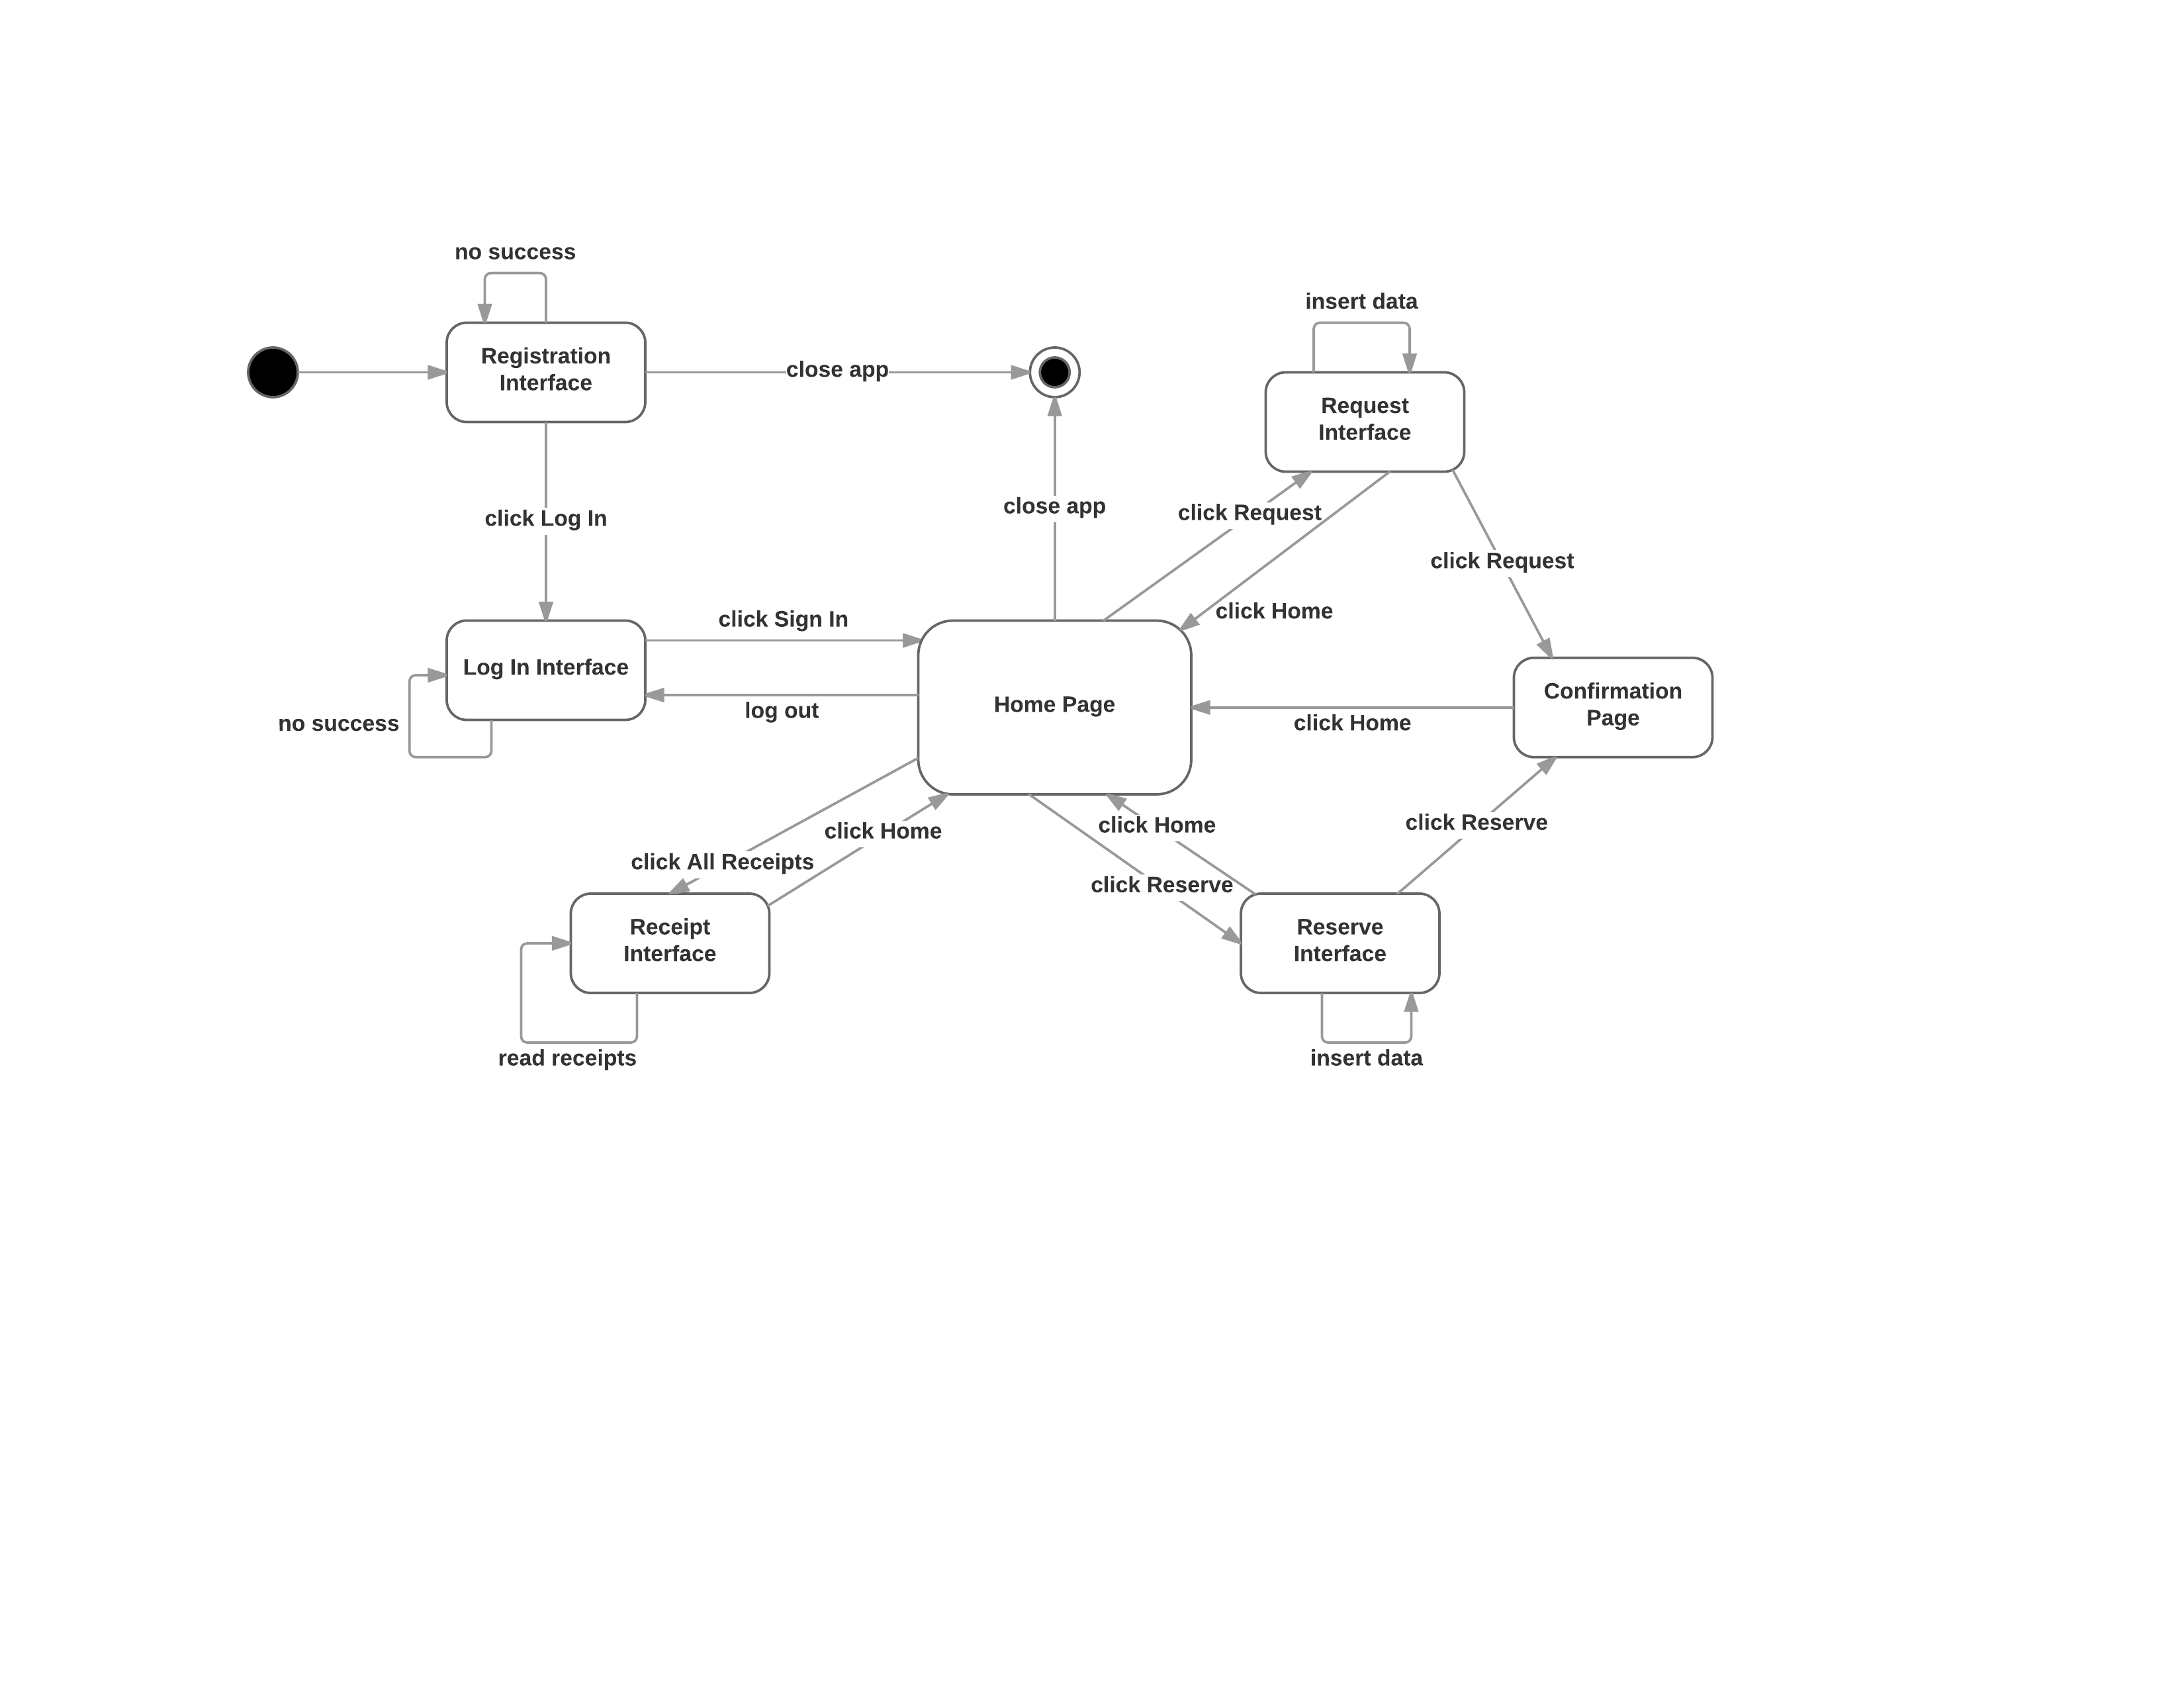 no success
insert data
Registration
Interface
close app
Request
Interface
click Log In
close app
click Request
click Request
click Sign In
click Home
Log In Interface
Home Page
Confirmation
Page
no success
log out
click Home
click Home
click Home
click Reserve
click All Receipts
click Reserve
Receipt
Interface
Reserve
Interface
read receipts
insert data